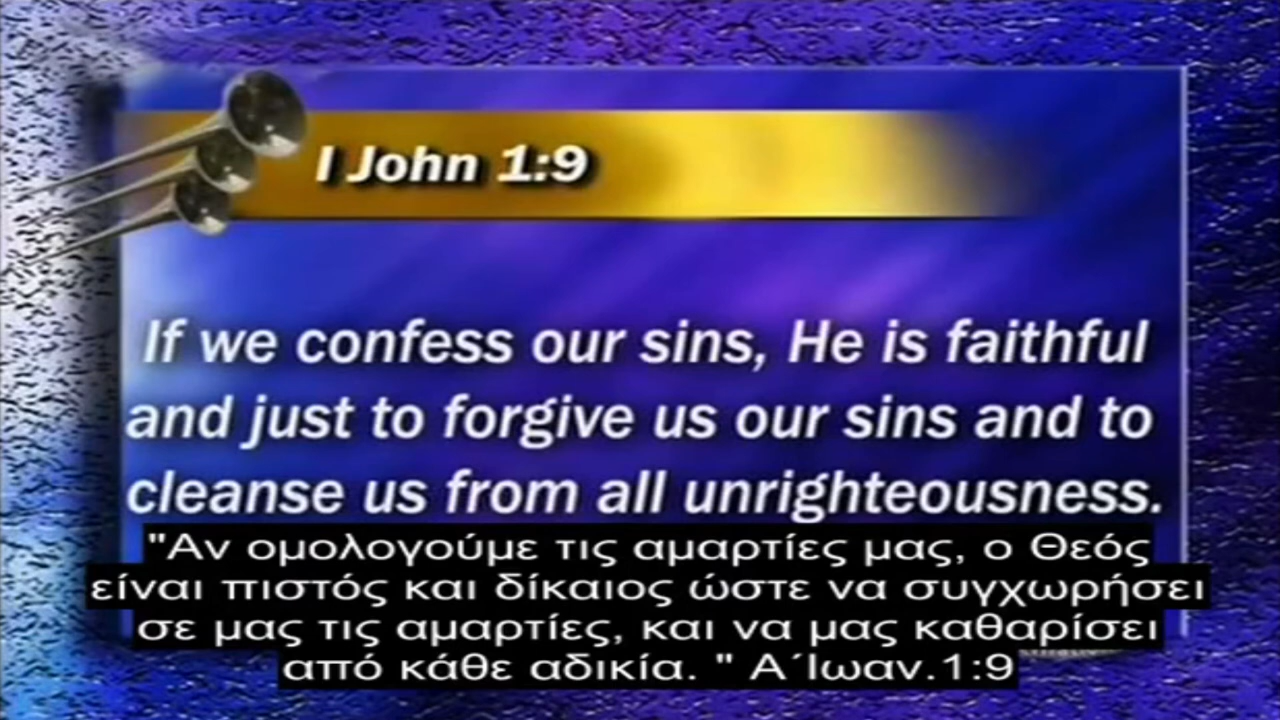 I John 1:9
If we confess our sins, He is faithful
and just to forgive us our sins and to
cleanse us from all unrighteousness.
"Αν ομολογούμε τις αμαρτίες μας, ο Θεός
είναι πιστός και δίκαιος ώστε να συγχωρήσει
σε μας τις αμαρτίες, και να μας καθαρίσει
από κάθε αδικία. " Α΄Ιωαν.1:9